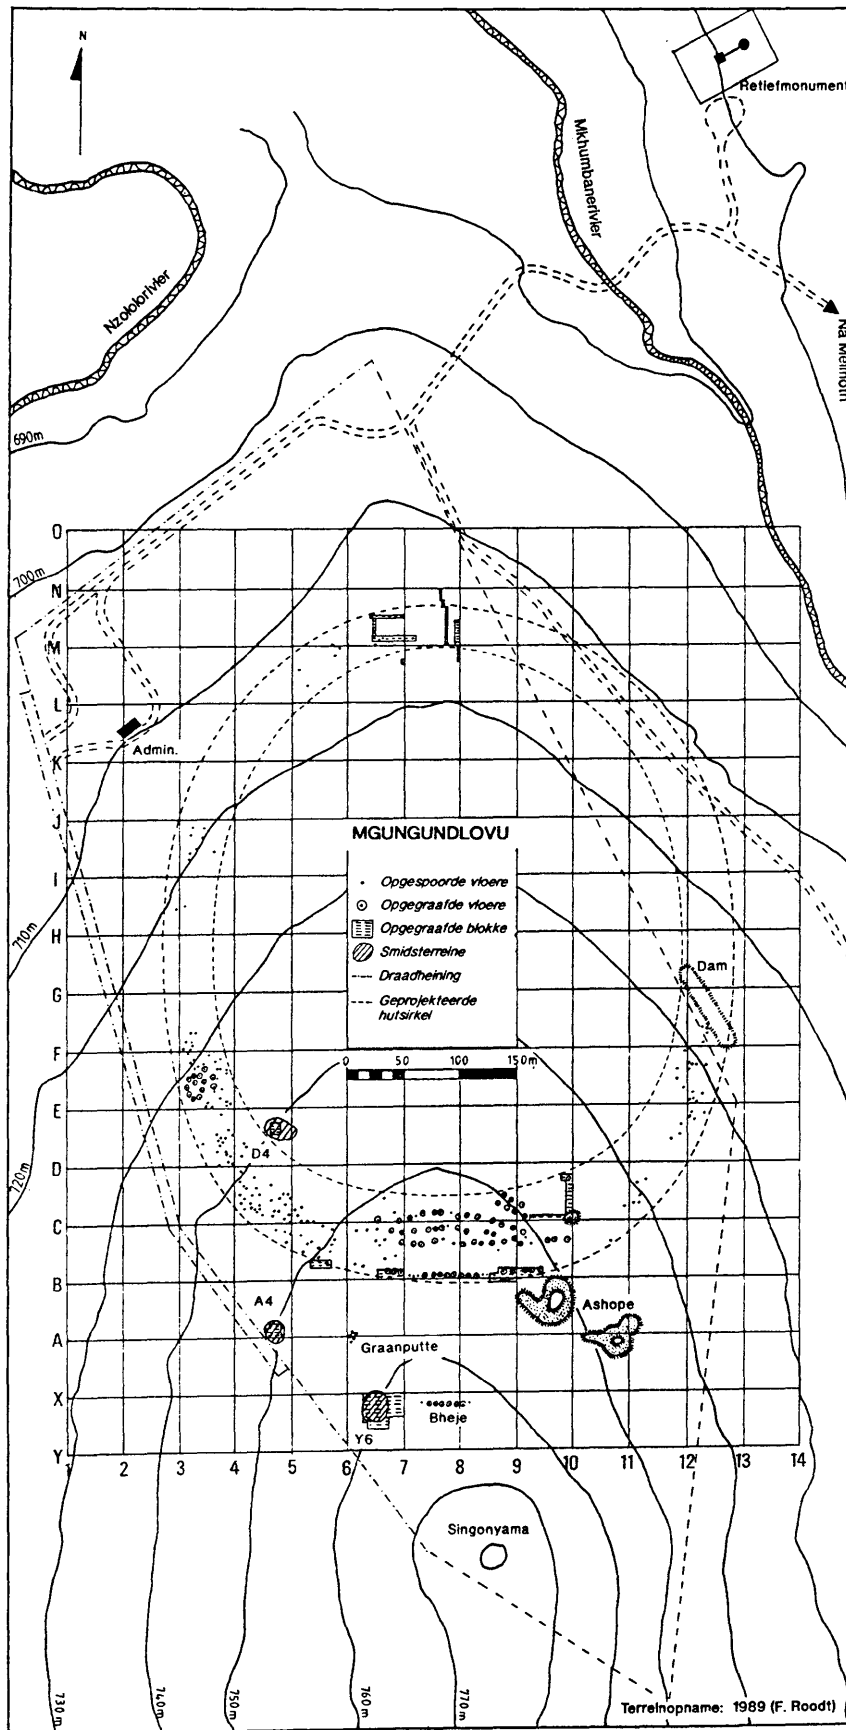 N
Retiefmonument
Mkhumbanerivier
Nzololorivier
Na Melmoth
690m
O
700m
N
M
L
Admin.
K
J
MGUNGUNDLOVU
I
Opgespoorde vloere
Opgegraafde vloere
Opgegraafde blokke
H
Smidsterreine
710m
Dam
Draadheining
G
Geprojekteerde
hutsirkel
F
0 50 100 150m
E
D4
720m
D
C
B
A4
Ashope
A
Graanputte
X
Bheje
Y6
Y
1 2 3 4 5 6 7 8 9 10 11 12 13 14
Singonyama
730m
740m
750m
760m
770m
Terreinopname: 1989 (F. Roodt)